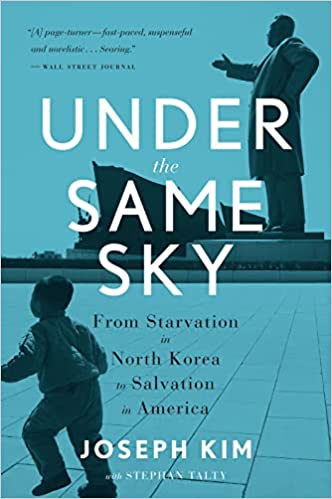 "[A] page-turner—fast-paced, suspenseful
and novelistic . . . Searing."
—WALL STREET JOURNAL
UNDER
the
SAME
SKY
From Starvation
in
North Korea
to Salvation
in America
JOSEPH KIM
with STEPHAN TALTY